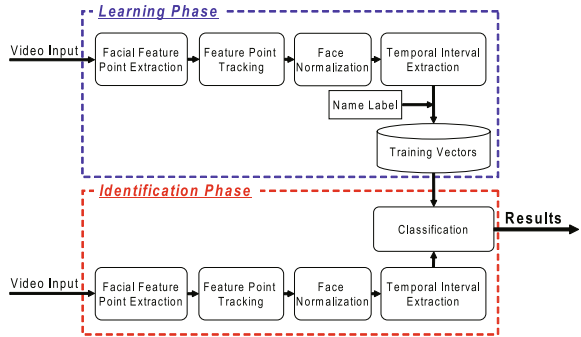 Learning Phase
Video Input
Facial Feature
Point Extraction
Feature Point
Tracking
Face
Normalization
Temporal Interval
Extraction
Name Label
Training Vectors
Identification Phase
Classification
Results
Video Input
Facial Feature
Point Extraction
Feature Point
Tracking
Face
Normalization
Temporal Interval
Extraction